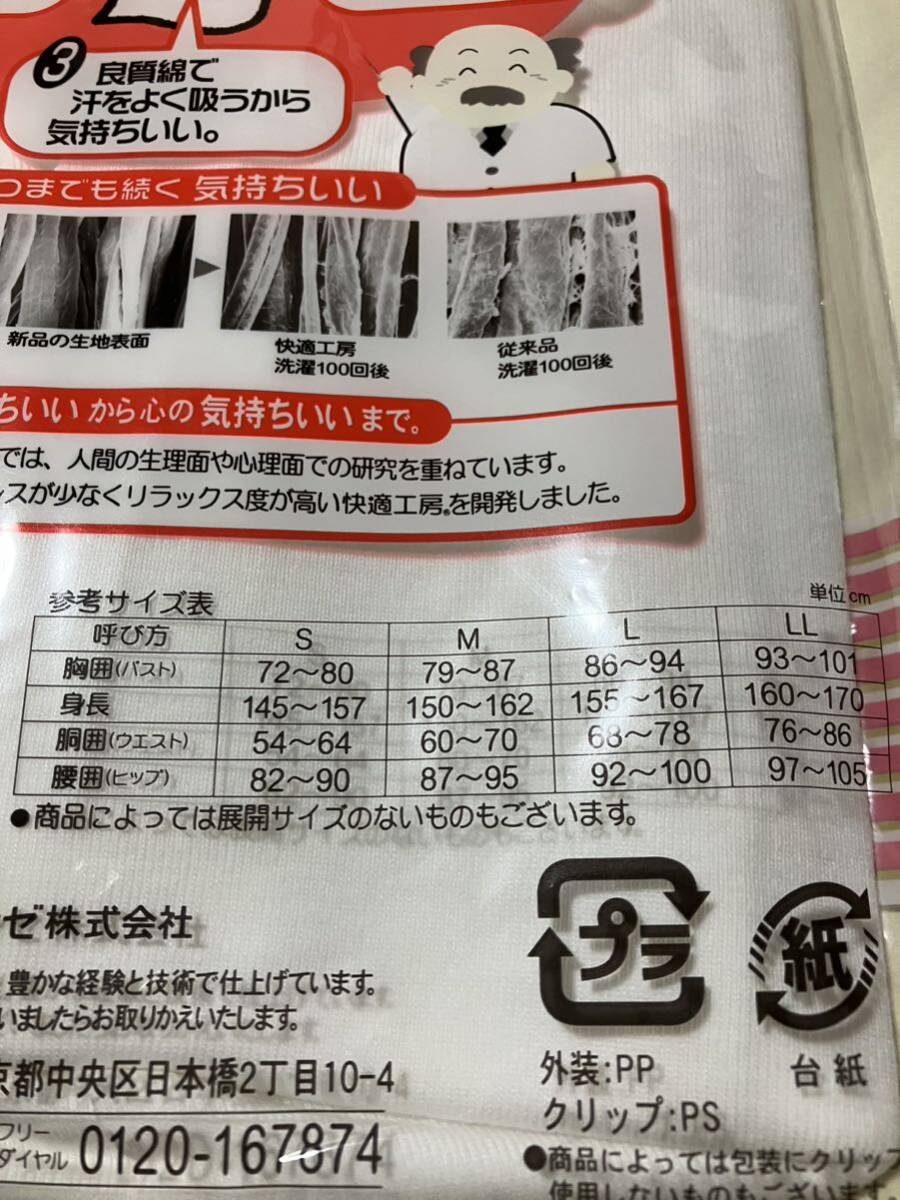 ③ 良質綿で
汗をよく吸うから
気持ちいい。
つまでも続く 気持ちいい
新品の生地表面
快適工房
洗濯100回後
従来品
洗濯100回後
ちいい から心の 気持ちいい まで。
では、人間の生理面や心理面での研究を重ねています。
スが少なくリラックス度が高い快適工房®を開発しました。
参考サイズ表 単位cm
呼び方 S M L LL
胸囲(バスト) 72〜80 79〜87 86〜94 93〜101
身長 145〜157 150〜162 155〜167 160〜170
胴囲(ウエスト) 54〜64 60〜70 68〜78 76〜86
腰囲(ヒップ) 82〜90 87〜95 92〜100 97〜105
●商品によっては展開サイズのないものもございます。
ゼ株式会社
豊かな経験と技術で仕上げています。
いましたらお取りかえいたします。
京都中央区日本橋2丁目10-4
フリー
ダイヤル 0120-167874
プラ
紙
外装:PP
クリップ:PS
台紙
●商品によっては包装にクリップ
使用しないものもございます。